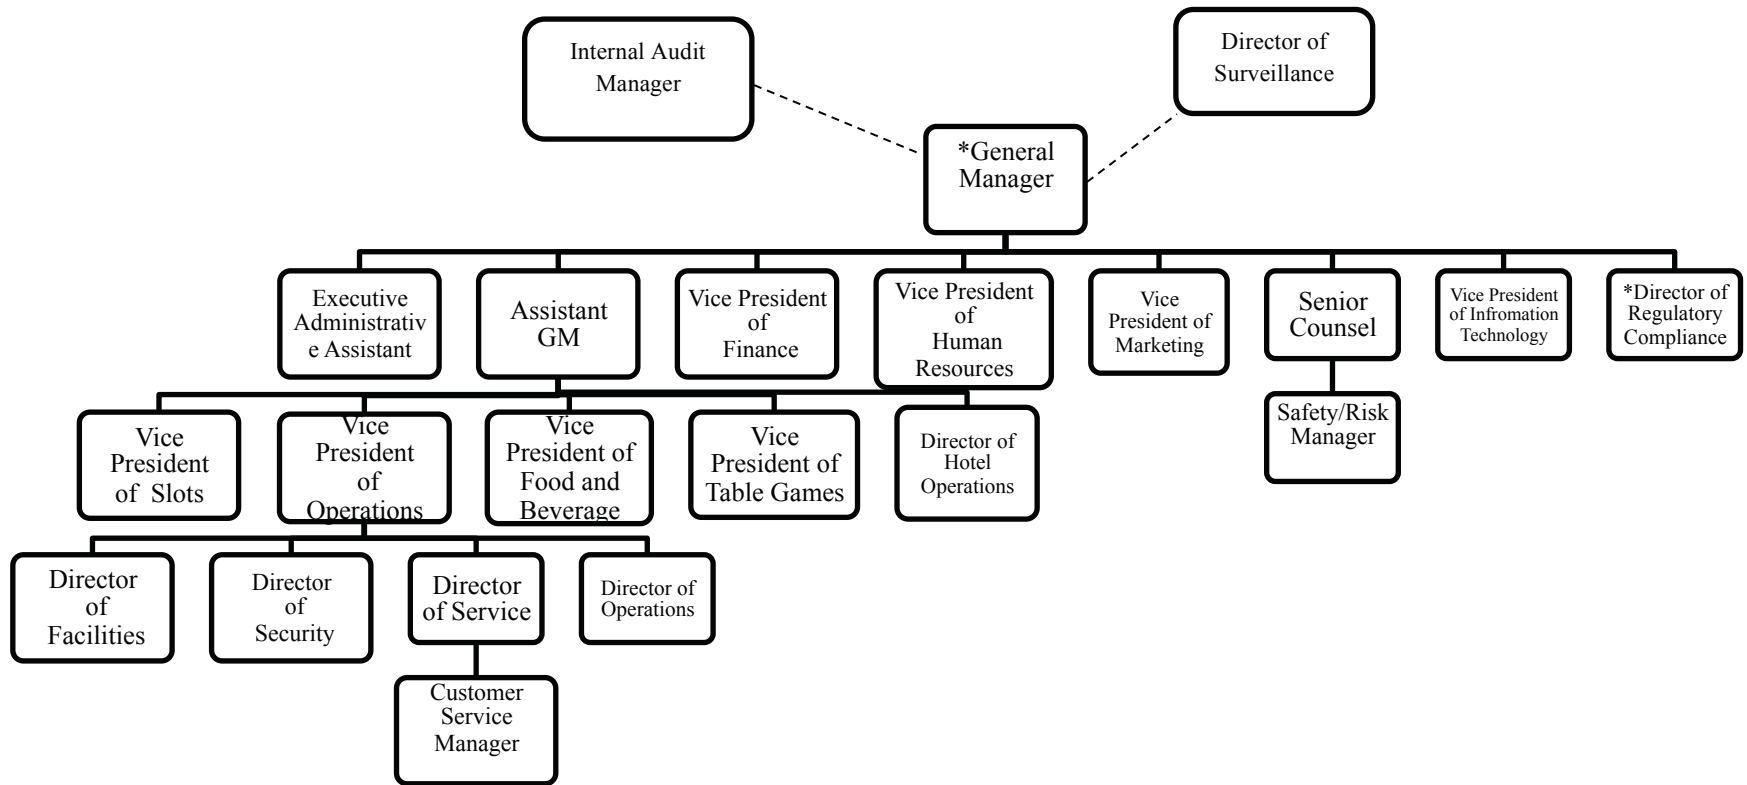 Internal Audit
Manager
Director of
Surveillance
*General
Manager
Executive
Administrativ
e Assistant
Assistant
GM
Vice President
of
Finance
Vice President
of
Human
Resources
Vice
President of
Marketing
Senior
Counsel
Vice President
of Infromation
Technology
*Director of
Regulatory
Compliance
Safety/Risk
Manager
Vice
President
of Slots
Vice
President
of
Operations
Vice
President of
Food and
Beverage
Vice
President of
Table Games
Director of
Hotel
Operations
Director
of
Facilities
Director
of
Security
Director
of Service
Director of
Operations
Customer
Service
Manager